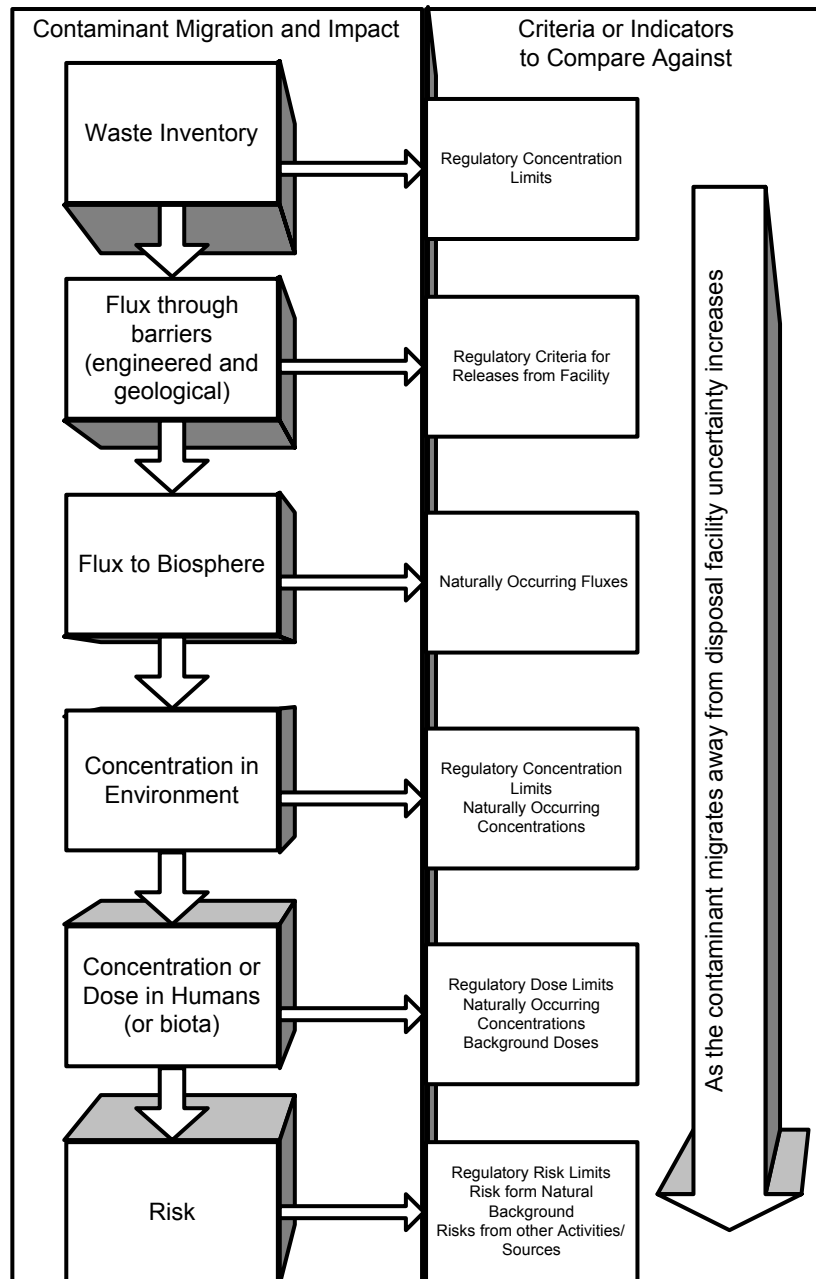 Contaminant Migration and Impact
Criteria or Indicators
to Compare Against
Waste Inventory
Regulatory Concentration
Limits
Flux through
barriers
(engineered and
geological)
Regulatory Criteria for
Releases from Facility
Flux to Biosphere
Naturally Occurring Fluxes
Concentration in
Environment
Regulatory Concentration
Limits
Naturally Occurring
Concentrations
Concentration or
Dose in Humans
(or biota)
Regulatory Dose Limits
Naturally Occurring
Concentrations
Background Doses
Risk
Regulatory Risk Limits
Risk form Natural
Background
Risks from other Activities/
Sources
As the contaminant migrates away from disposal facility uncertainty increases